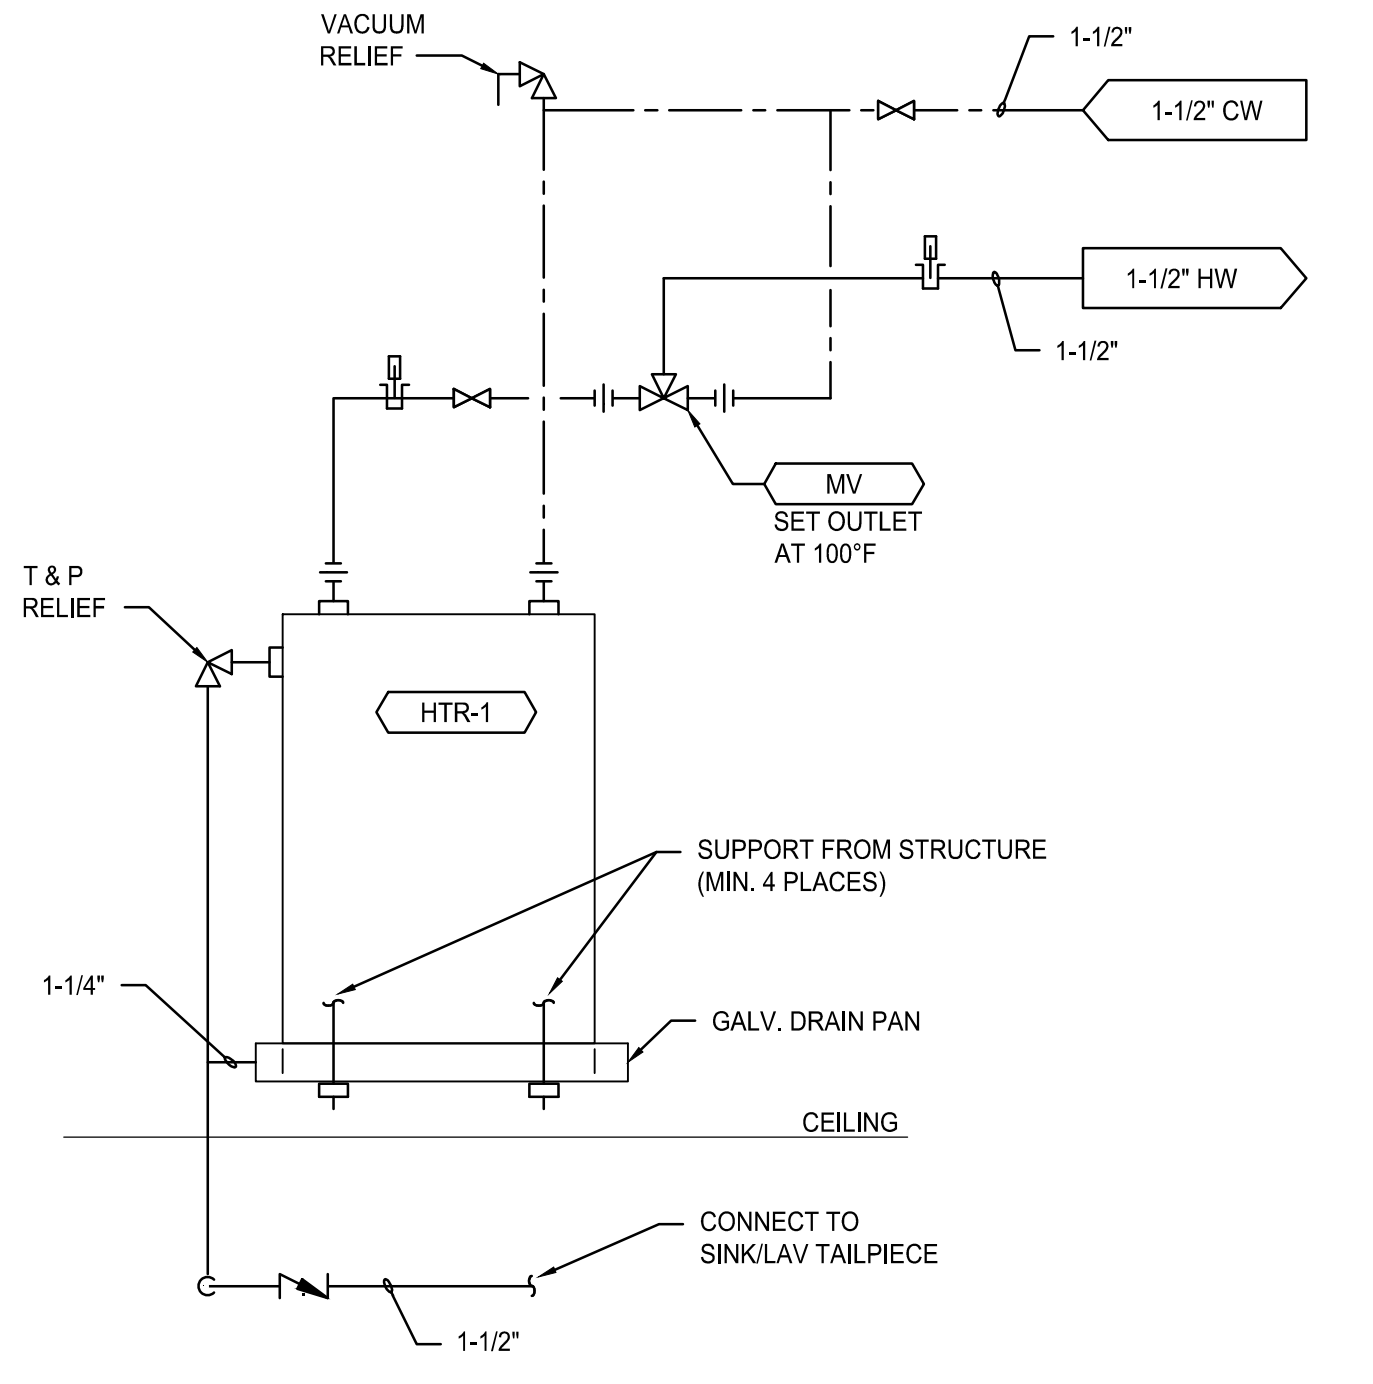 VACUUM
RELIEF
1-1/2"
1-1/2" CW
1-1/2" HW
1-1/2"
MV
SET OUTLET
AT 100°F
T & P
RELIEF
HTR-1
SUPPORT FROM STRUCTURE
(MIN. 4 PLACES)
1-1/4"
GALV. DRAIN PAN
CEILING
CONNECT TO
SINK/LAV TAILPIECE
1-1/2"